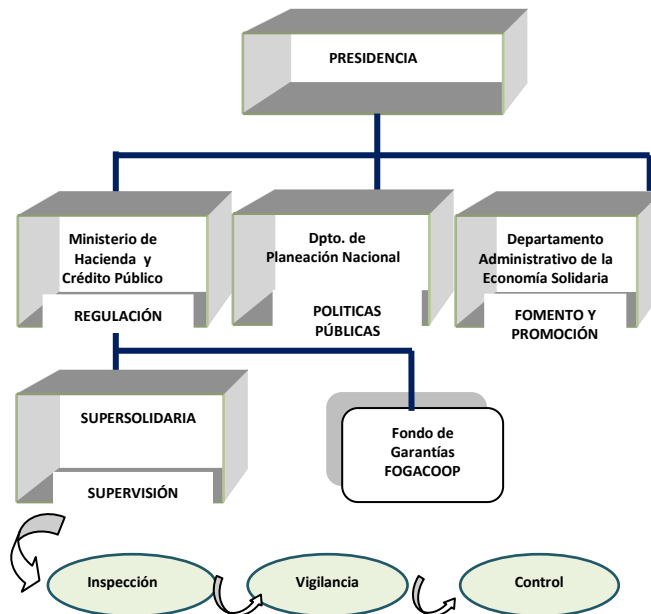 PRESIDENCIA
Ministerio de
Hacienda y
Crédito Público
REGULACIÓN
Dpto. de
Planeación Nacional
POLITICAS
PÚBLICAS
Departamento
Administrativo de la
Economía Solidaria
FOMENTO Y
PROMOCIÓN
SUPERSOLIDARIA
SUPERVISIÓN
Fondo de
Garantías
FOGACOOP
Inspección
Vigilancia
Control